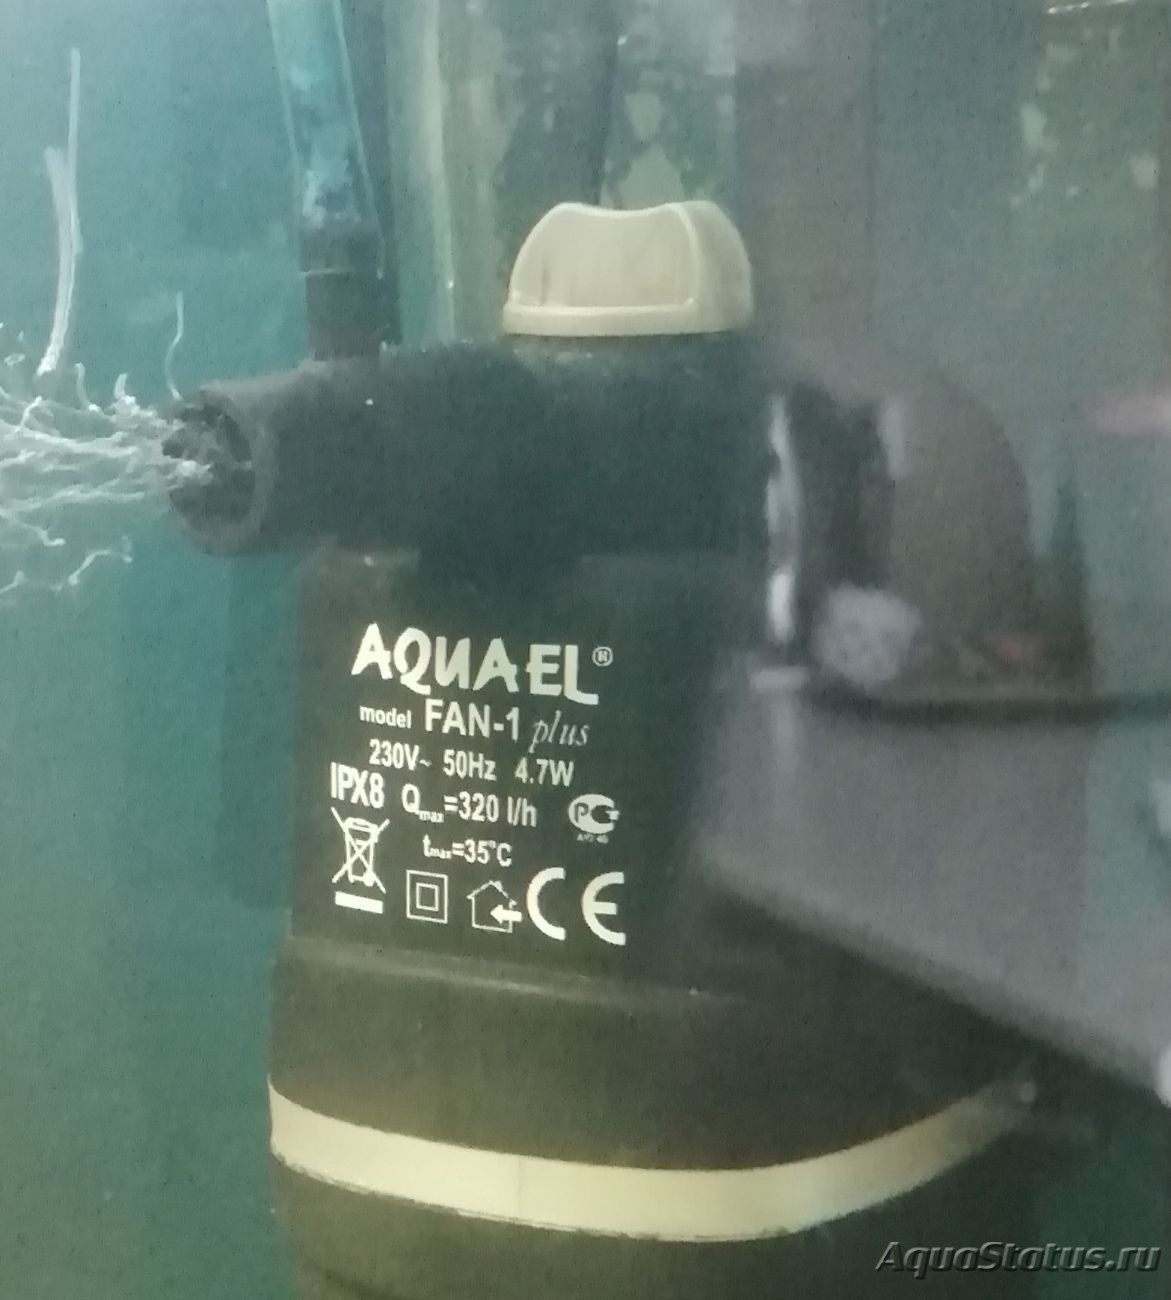 AQUAEL®
model FAN-1 plus
230V~ 50Hz 4.7W
IPX8 Qmax=320 l/h
tmax=35°C
CE
AquaStatus.ru